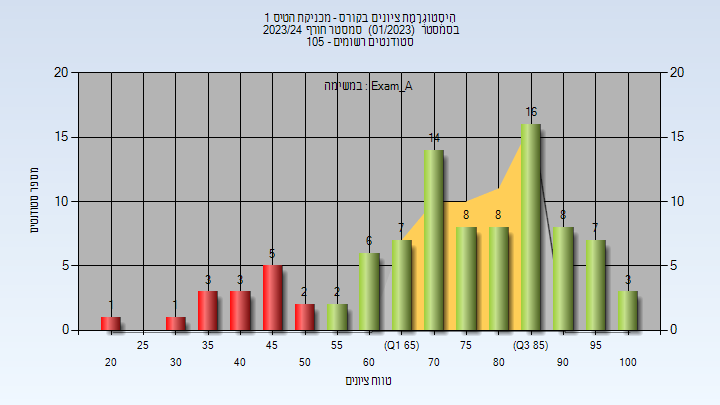 היסטוגרמת ציונים בקורס - מכניקת הטיס 1
בסמסטר (01/2023) סמסטר חורף 2023/24
סטודנטים רשומים - 105
במשימה : Exam_A
מספר סטודנטים
20 20
15 15
10 10
5 5
0 0
1 1 3 3 5 2 2 6 7 14 8 8 16 8 7 3
25 35 45 55 (Q1 65) 75 (Q3 85) 95
20 30 40 50 60 70 80 90 100
טווח ציונים